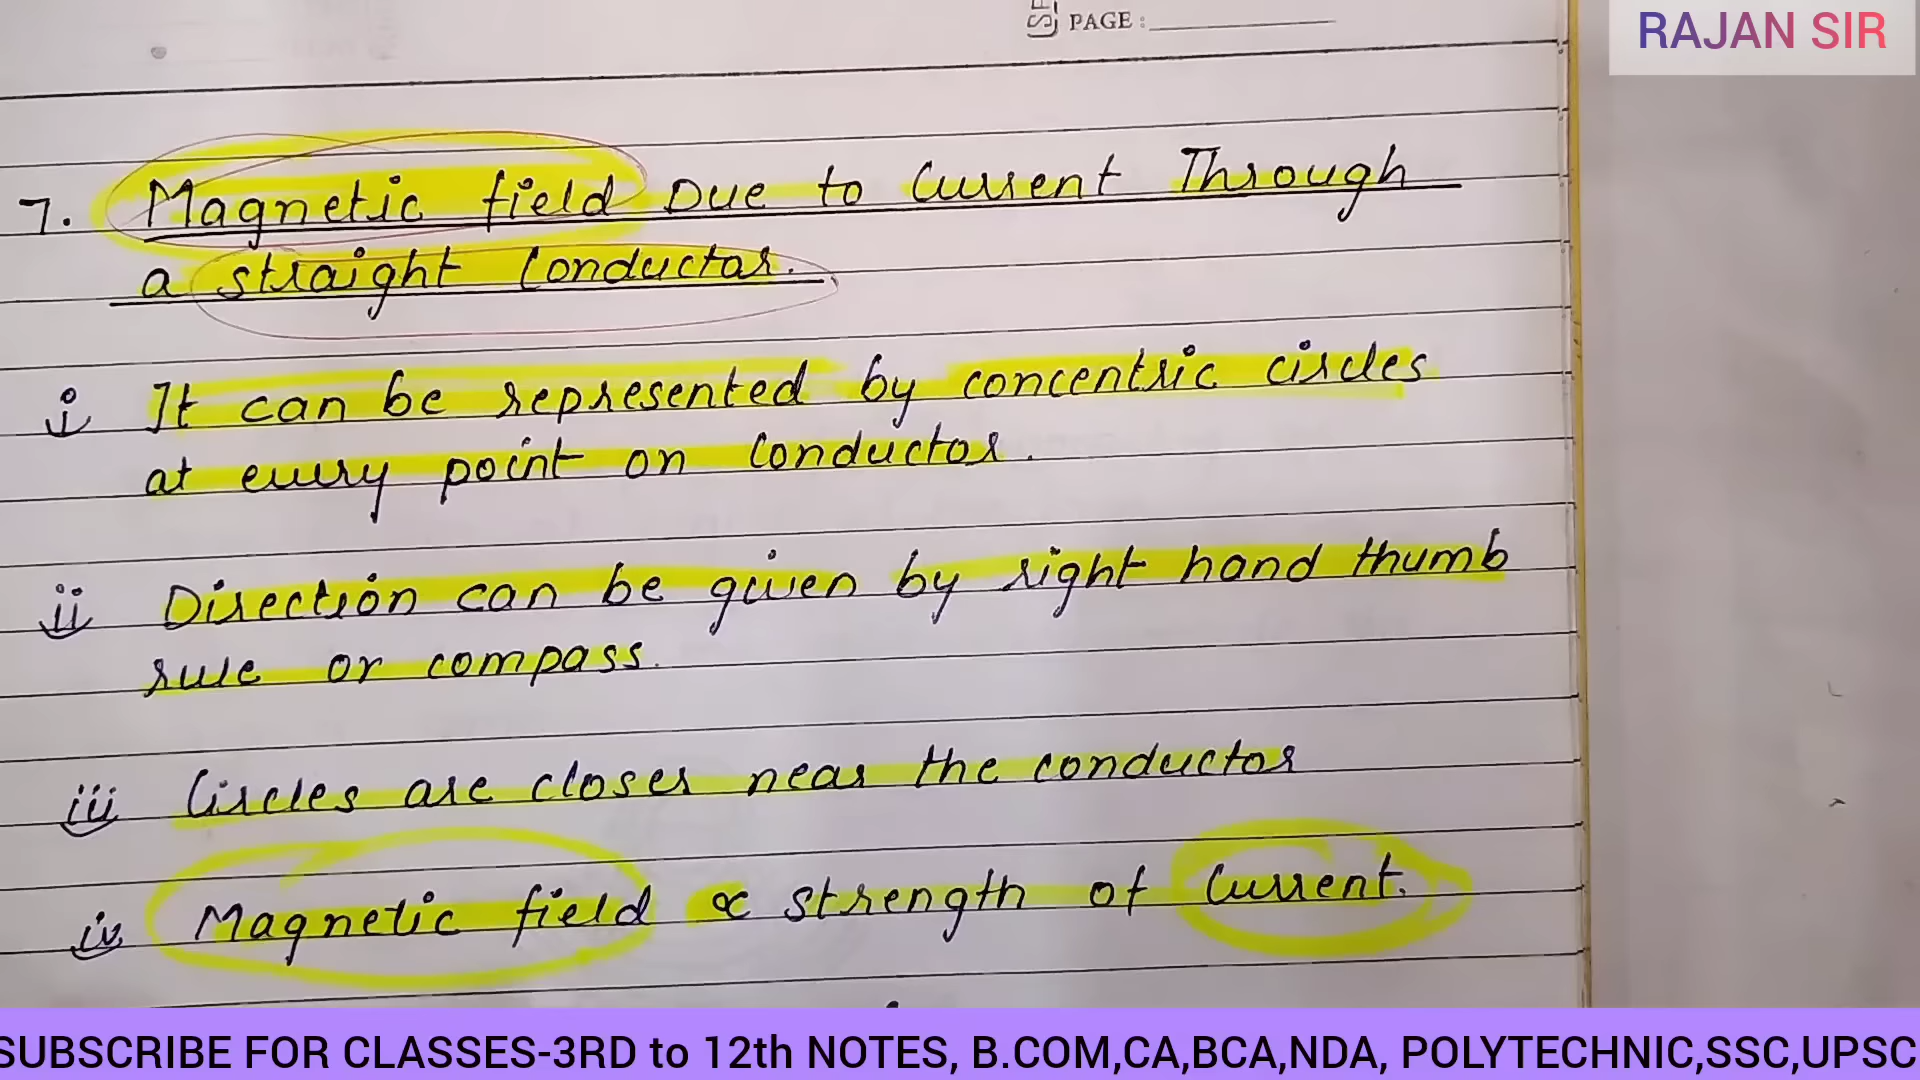 PAGE:
RAJAN SIR
7. Magnetic field Due to Current Through
a straight Conductor.
i It can be represented by concentric circles
at every point on Conductor.
ii Direction can be given by right hand thumb
rule or compass.
iii Circles are closer near the conductor
iv Magnetic field ∝ strength of Current.
SUBSCRIBE FOR CLASSES-3RD to 12th NOTES, B.COM,CA,BCA,NDA, POLYTECHNIC,SSC,UPSC